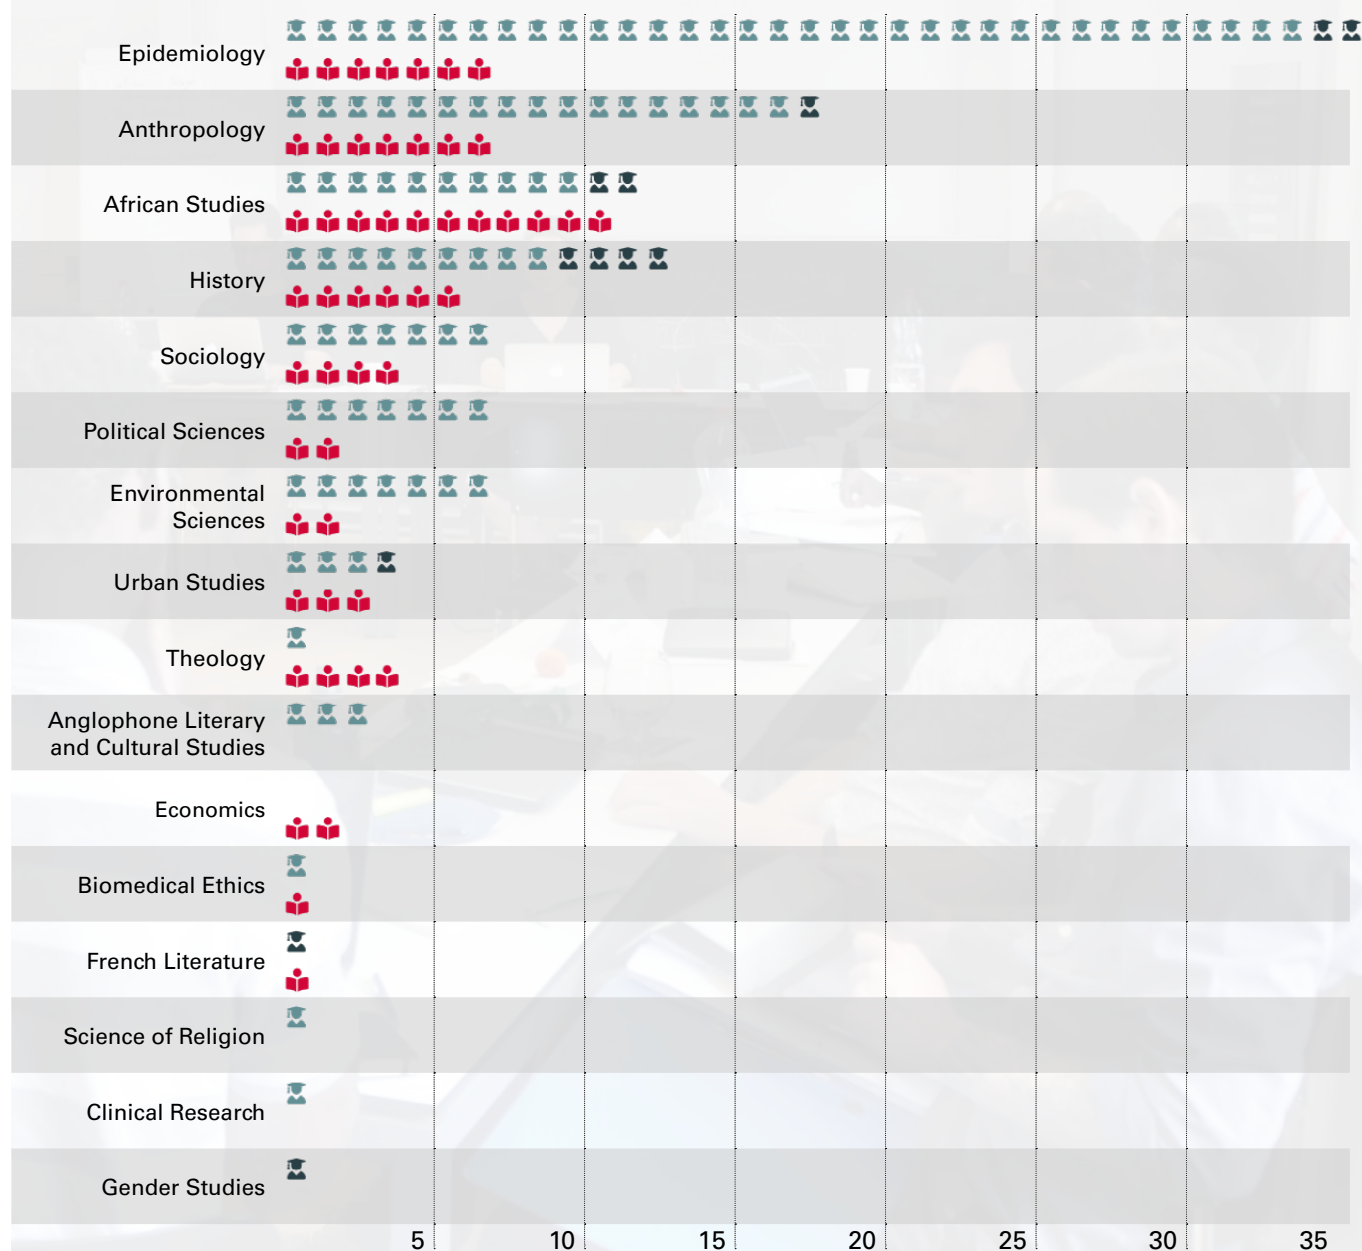 Epidemiology
Anthropology
African Studies
History
Sociology
Political Sciences
Environmental
Sciences
Urban Studies
Theology
Anglophone Literary
and Cultural Studies
Economics
Biomedical Ethics
French Literature
Science of Religion
Clinical Research
Gender Studies
5 10 15 20 25 30 35